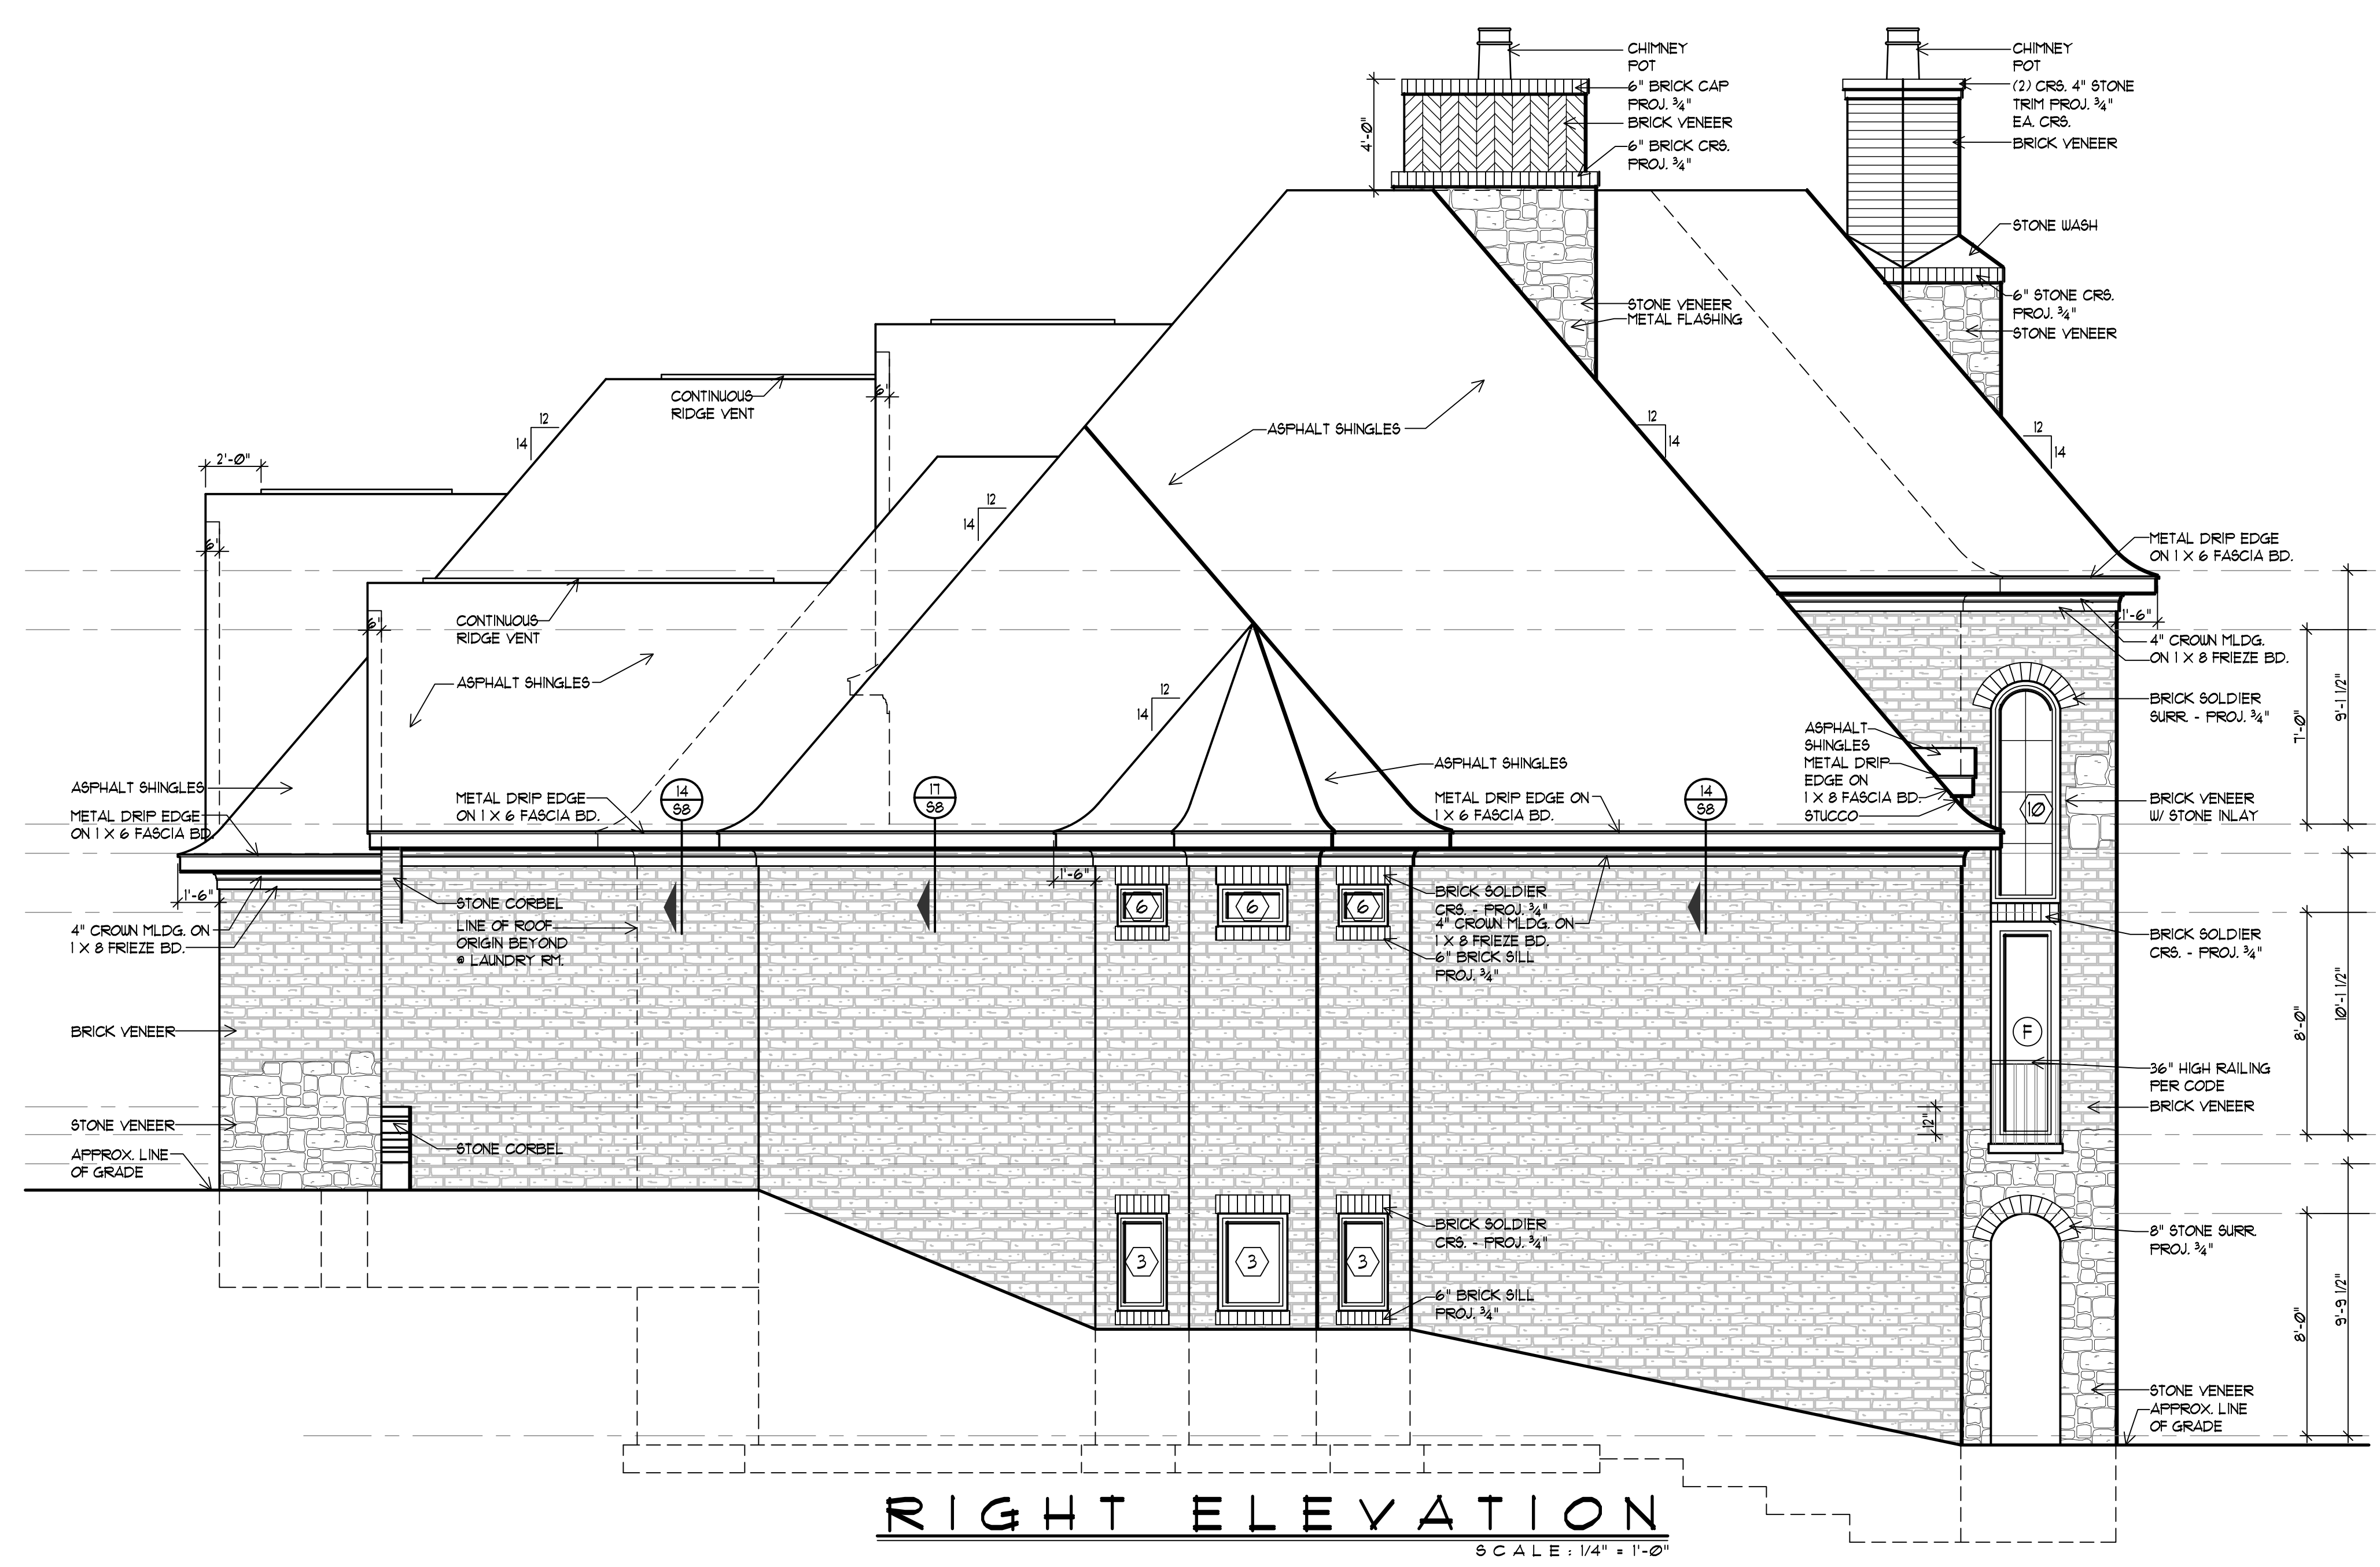 CHIMNEY
POT
6" BRICK CAP
PROJ. ¾"
BRICK VENEER
6" BRICK CRS.
PROJ. ¾"
4'-0"
CHIMNEY
POT
(2) CRS. 4" STONE
TRIM PROJ. ¾"
EA. CRS.
BRICK VENEER
STONE WASH
6" STONE CRS.
PROJ. ¾"
STONE VENEER
STONE VENEER
METAL FLASHING
CONTINUOUS
RIDGE VENT
6"
12
14
ASPHALT SHINGLES
12
14
12
14
2'-0"
6"
12
14
METAL DRIP EDGE
ON 1 X 6 FASCIA BD.
1'-6"
4" CROWN MLDG.
ON 1 X 8 FRIEZE BD.
CONTINUOUS
RIDGE VENT
6"
ASPHALT SHINGLES
12
14
BRICK SOLDIER
SURR. - PROJ. ¾"
7'-0"
9'-1 1/2"
ASPHALT
SHINGLES
METAL DRIP
EDGE ON
1 X 8 FASCIA BD.
STUCCO
10
BRICK VENEER
W/ STONE INLAY
ASPHALT SHINGLES
METAL DRIP EDGE
ON 1 X 6 FASCIA BD.
METAL DRIP EDGE
ON 1 X 6 FASCIA BD.
14
S8
17
S8
ASPHALT SHINGLES
METAL DRIP EDGE ON
1 X 6 FASCIA BD.
14
S8
1'-6"
4" CROWN MLDG. ON
1 X 8 FRIEZE BD.
STONE CORBEL
LINE OF ROOF
ORIGIN BEYOND
@ LAUNDRY RM.
1'-6"
6
6
6
BRICK SOLDIER
CRS. - PROJ. ¾"
4" CROWN MLDG. ON
1 X 8 FRIEZE BD.
6" BRICK SILL
PROJ. ¾"
BRICK SOLDIER
CRS. - PROJ. ¾"
8'-0"
10'-1 1/2"
BRICK VENEER
F
36" HIGH RAILING
PER CODE
BRICK VENEER
12"
STONE VENEER
STONE CORBEL
APPROX. LINE
OF GRADE
3
3
3
BRICK SOLDIER
CRS. - PROJ. ¾"
6" BRICK SILL
PROJ. ¾"
8" STONE SURR.
PROJ. ¾"
8'-0"
9'-9 1/2"
STONE VENEER
APPROX. LINE
OF GRADE
RIGHT ELEVATION
SCALE: 1/4" = 1'-0"